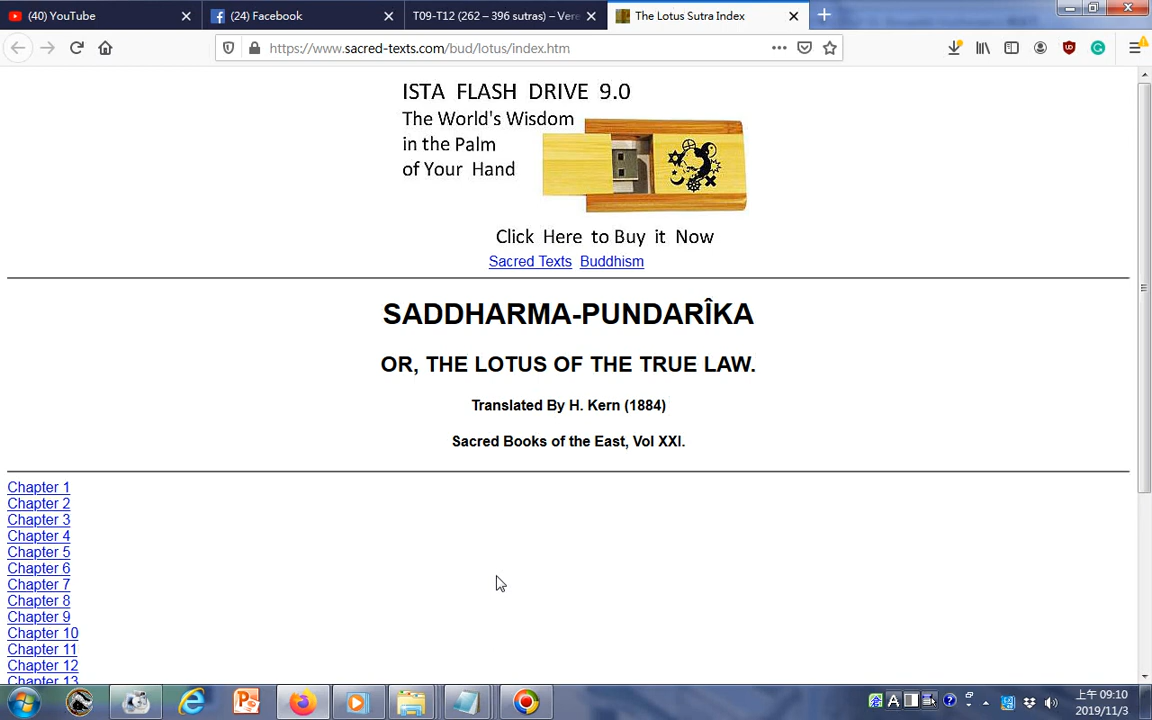 (40) YouTube
(24) Facebook
T09-T12 (262 – 396 sutras) – Vere
The Lotus Sutra Index
https://www.sacred-texts.com/bud/lotus/index.htm
ISTA FLASH DRIVE 9.0
The World's Wisdom
in the Palm
of Your Hand
Click Here to Buy it Now
Sacred Texts Buddhism
SADDHARMA-PUNDARÎKA
OR, THE LOTUS OF THE TRUE LAW.
Translated By H. Kern (1884)
Sacred Books of the East, Vol XXI.
Chapter 1
Chapter 2
Chapter 3
Chapter 4
Chapter 5
Chapter 6
Chapter 7
Chapter 8
Chapter 9
Chapter 10
Chapter 11
Chapter 12
Chapter 13
A
上午 09:10
2019/11/3